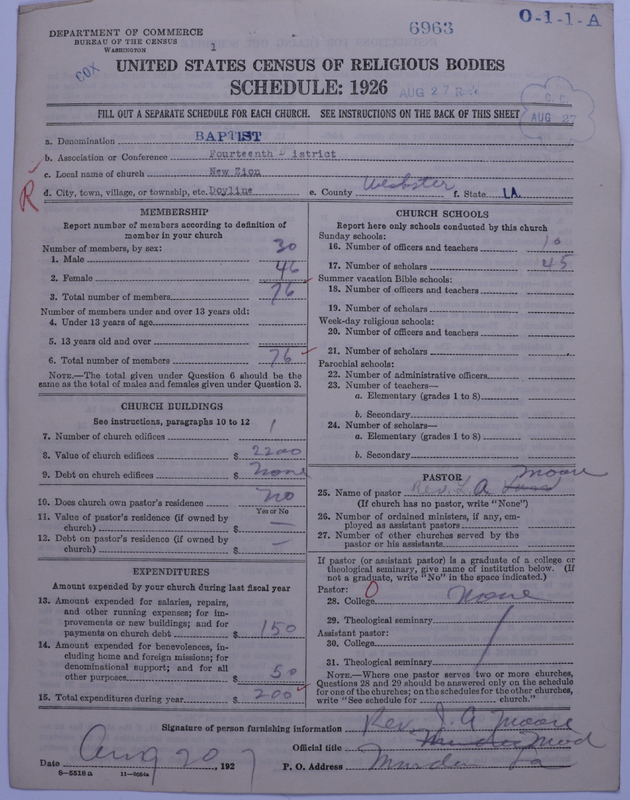 DEPARTMENT OF COMMERCE
BUREAU OF THE CENSUS
WASHINGTON
1
6963
O-1-1-A
COX
UNITED STATES CENSUS OF RELIGIOUS BODIES
SCHEDULE: 1926
AUG 27
AUG 27
FILL OUT A SEPARATE SCHEDULE FOR EACH CHURCH. SEE INSTRUCTIONS ON THE BACK OF THIS SHEET
a. Denomination BAPTIST
b. Association or Conference Fourteenth District
c. Local name of church New Zion
R
d. City, town, village, or township, etc. Doyline e. County Webster f. State LA.
MEMBERSHIP
Report number of members according to definition of member in your church
Number of members, by sex:
1. Male 30
2. Female 46
3. Total number of members 76
Number of members under and over 13 years old:
4. Under 13 years of age
5. 13 years old and over
6. Total number of members 76
NOTE.—The total given under Question 6 should be the
same as the total of males and females given under Question 3.
CHURCH BUILDINGS
See instructions, paragraphs 10 to 12
7. Number of church edifices 1
8. Value of church edifices $ 2200
9. Debt on church edifices $ None
10. Does church own pastor's residence No
Yes or No
11. Value of pastor's residence (if owned by
church) $ —
12. Debt on pastor's residence (if owned by
church) $ —
EXPENDITURES
Amount expended by your church during last fiscal year
13. Amount expended for salaries, repairs,
and other running expenses; for im-
provements or new buildings; and for
payments on church debt $ 150
14. Amount expended for benevolences, in-
cluding home and foreign missions; for
denominational support; and for all
other purposes $ 50
15. Total expenditures during year $ 200
CHURCH SCHOOLS
Report here only schools conducted by this church
Sunday schools:
16. Number of officers and teachers 10
17. Number of scholars 45
Summer vacation Bible schools:
18. Number of officers and teachers
19. Number of scholars
Week-day religious schools:
20. Number of officers and teachers
21. Number of scholars
Parochial schools:
22. Number of administrative officers
23. Number of teachers—
a. Elementary (grades 1 to 8)
b. Secondary
24. Number of scholars—
a. Elementary (grades 1 to 8)
b. Secondary
PASTOR
25. Name of pastor Rev. A Moore
(If church has no pastor, write "None")
26. Number of ordained ministers, if any, em-
ployed as assistant pastors
27. Number of other churches served by the
pastor or his assistants
If pastor (or assistant pastor) is a graduate of a college or
theological seminary, give name of institution below. (If
not a graduate, write "No" in the space indicated.)
Pastor: 0
28. College None
29. Theological seminary
Assistant pastor:
30. College
31. Theological seminary
NOTE.—Where one pastor serves two or more churches,
Questions 28 and 29 should be answered only on the schedule
for one of the churches; on the schedules for the other churches,
write "See schedule for church."
Signature of person furnishing information Rev. J. A Moore
Official title Mod
Date Aug 20, 1927 P. O. Address Minden La
8-5518a 11-9054a